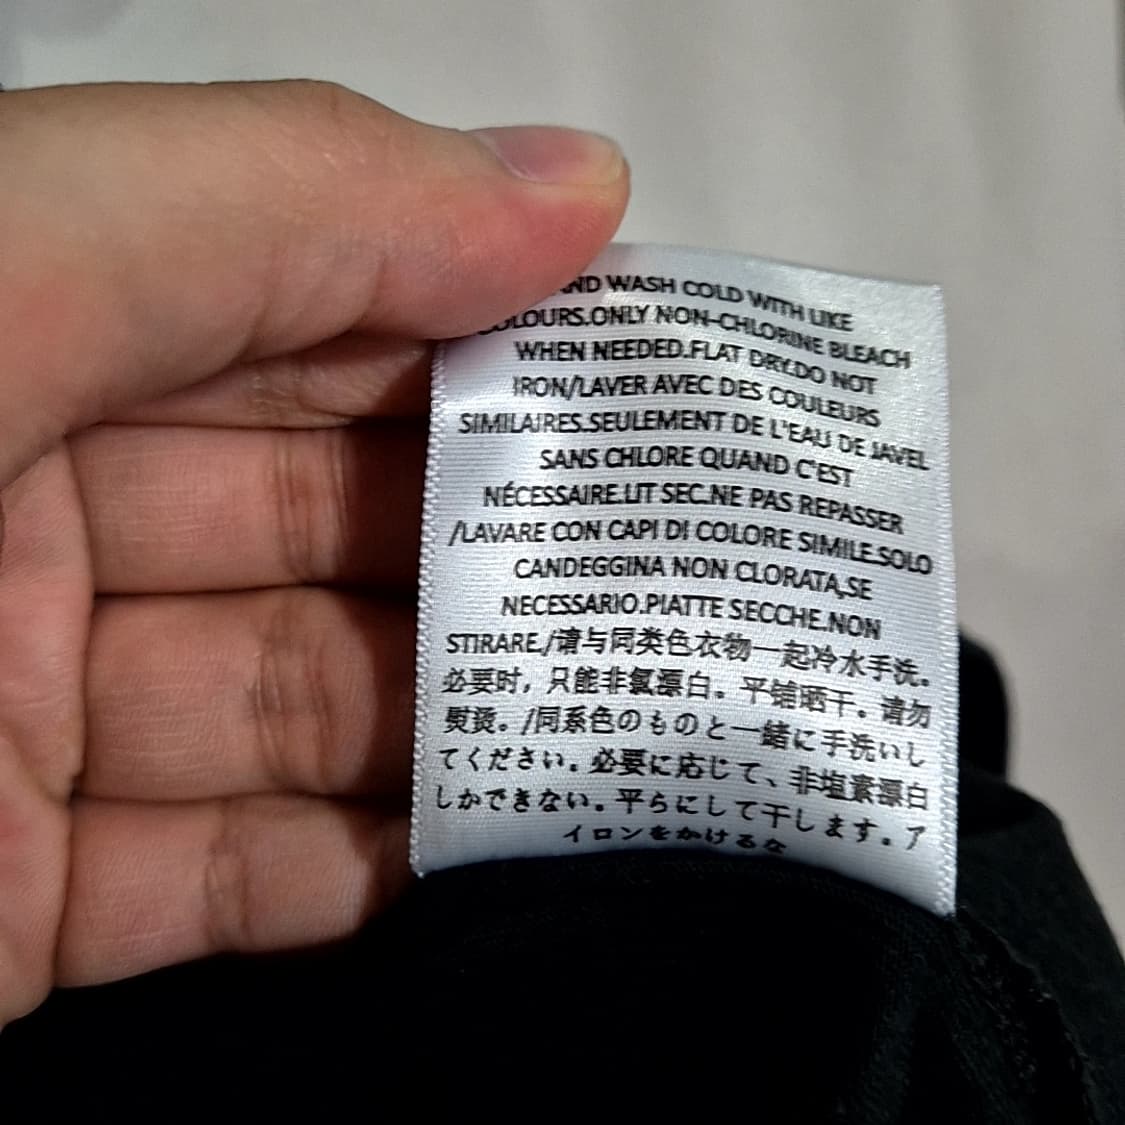 AND WASH COLD WITH LIKE
COLOURS.ONLY NON-CHLORINE BLEACH
WHEN NEEDED.FLAT DRY.DO NOT
IRON/LAVER AVEC DES COULEURS
SIMILAIRES.SEULEMENT DE L'EAU DE JAVEL
SANS CHLORE QUAND C'EST
NÉCESSAIRE.LIT SEC.NE PAS REPASSER
/LAVARE CON CAPI DI COLORE SIMILE.SOLO
CANDEGGINA NON CLORATA,SE
NECESSARIO.PIATTE SECCHE.NON
STIRARE./请与同类色衣物一起冷水手洗。
必要时，只能非氯漂白。平铺晒干。请勿
熨烫。/同系色のものと一緒に手洗いし
てください。必要に応じて、非塩素漂白
しかできない。平らにして干します。ア
イロンをかけるな